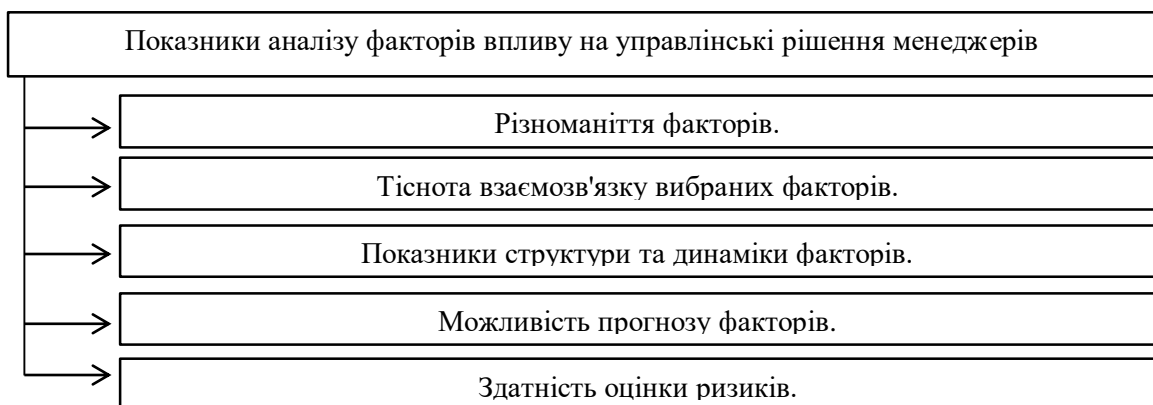 Показники аналізу факторів впливу на управлінські рішення менеджерів
Різноманіття факторів.
Тіснота взаємозв'язку вибраних факторів.
Показники структури та динаміки факторів.
Можливість прогнозу факторів.
Здатність оцінки ризиків.